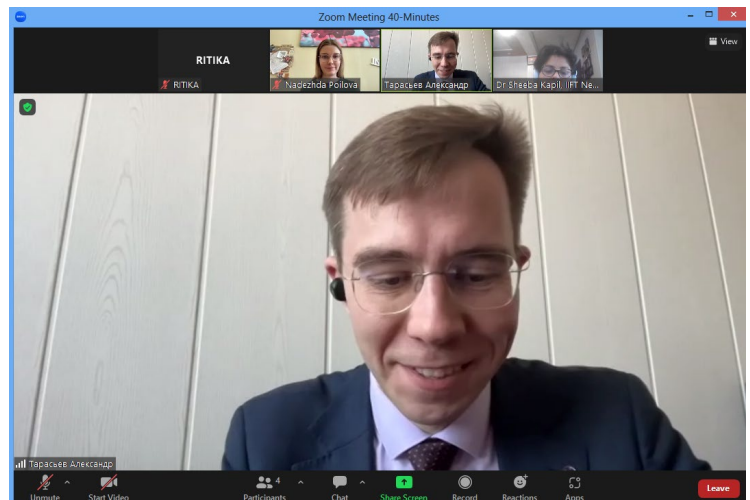 zoom
Zoom Meeting 40-Minutes
View
RITIKA
RITIKA
Nadezhda Poilova
Тарасьев Александр
Dr Sheeba Kapil, IIFT Ne...
Тарасьев Александр
4
Unmute
Start Video
Participants
Chat
Share Screen
Record
Reactions
Apps
Leave